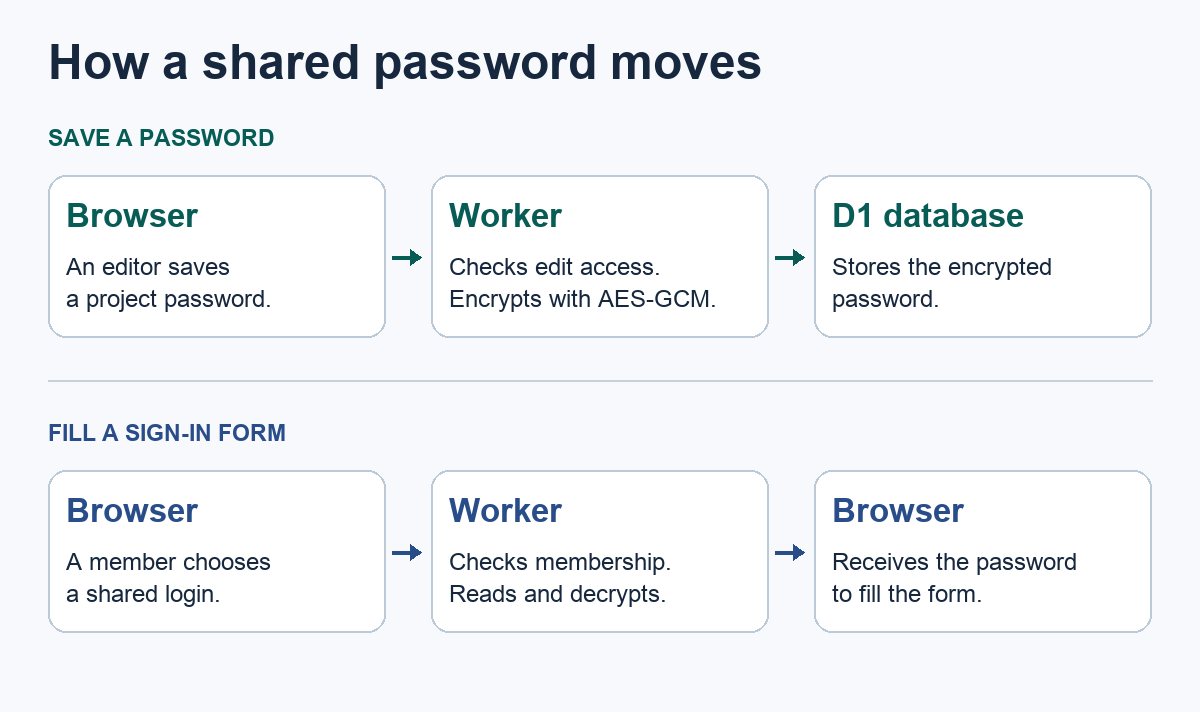 How a shared password moves
SAVE A PASSWORD
Browser
An editor saves
a project password.
Worker
Checks edit access.
Encrypts with AES-GCM.
D1 database
Stores the encrypted
password.
FILL A SIGN-IN FORM
Browser
A member chooses
a shared login.
Worker
Checks membership.
Reads and decrypts.
Browser
Receives the password
to fill the form.